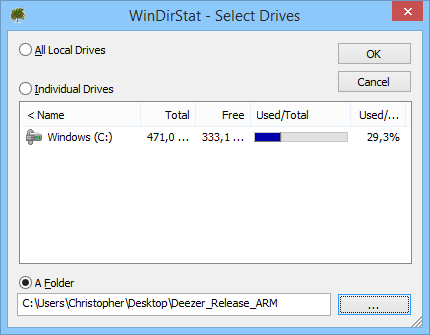 WinDirStat - Select Drives
All Local Drives
OK
Cancel
Individual Drives
< Name Total Free Used/Total Used/...
Windows (C:) 471,0 ... 333,1 ... 29,3%
A Folder
C:\Users\Christopher\Desktop\Deezer_Release_ARM
...